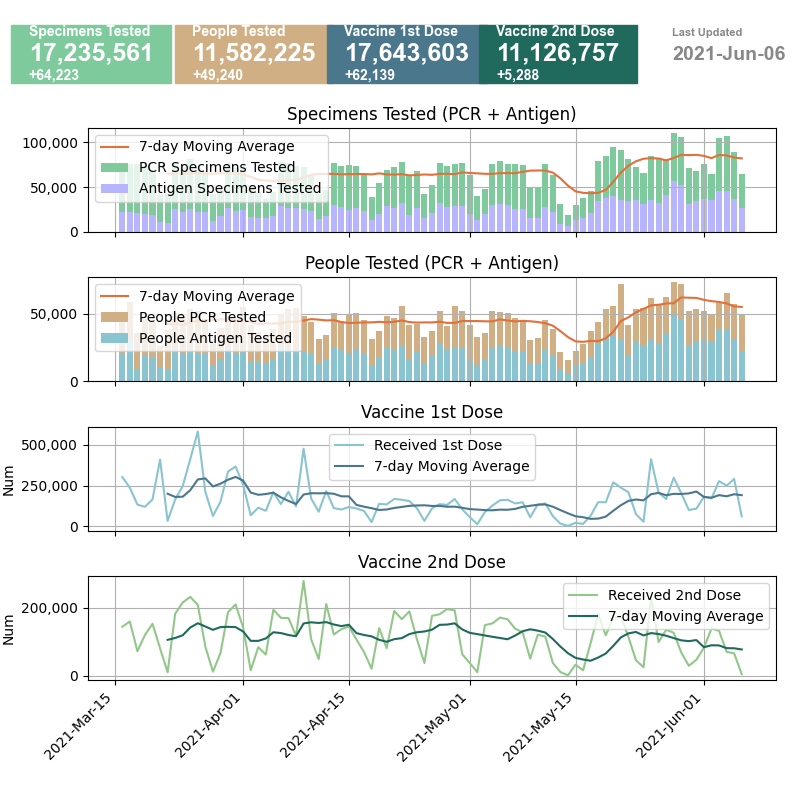 Specimens Tested
17,235,561
+64,223
People Tested
11,582,225
+49,240
Vaccine 1st Dose
17,643,603
+62,139
Vaccine 2nd Dose
11,126,757
+5,288
Last Updated
2021-Jun-06
Specimens Tested (PCR + Antigen)
100,000
50,000
0
7-day Moving Average
PCR Specimens Tested
Antigen Specimens Tested
People Tested (PCR + Antigen)
50,000
0
7-day Moving Average
People PCR Tested
People Antigen Tested
Vaccine 1st Dose
Num
500,000
250,000
0
Received 1st Dose
7-day Moving Average
Vaccine 2nd Dose
Num
200,000
0
Received 2nd Dose
7-day Moving Average
2021-Mar-15
2021-Apr-01
2021-Apr-15
2021-May-01
2021-May-15
2021-Jun-01